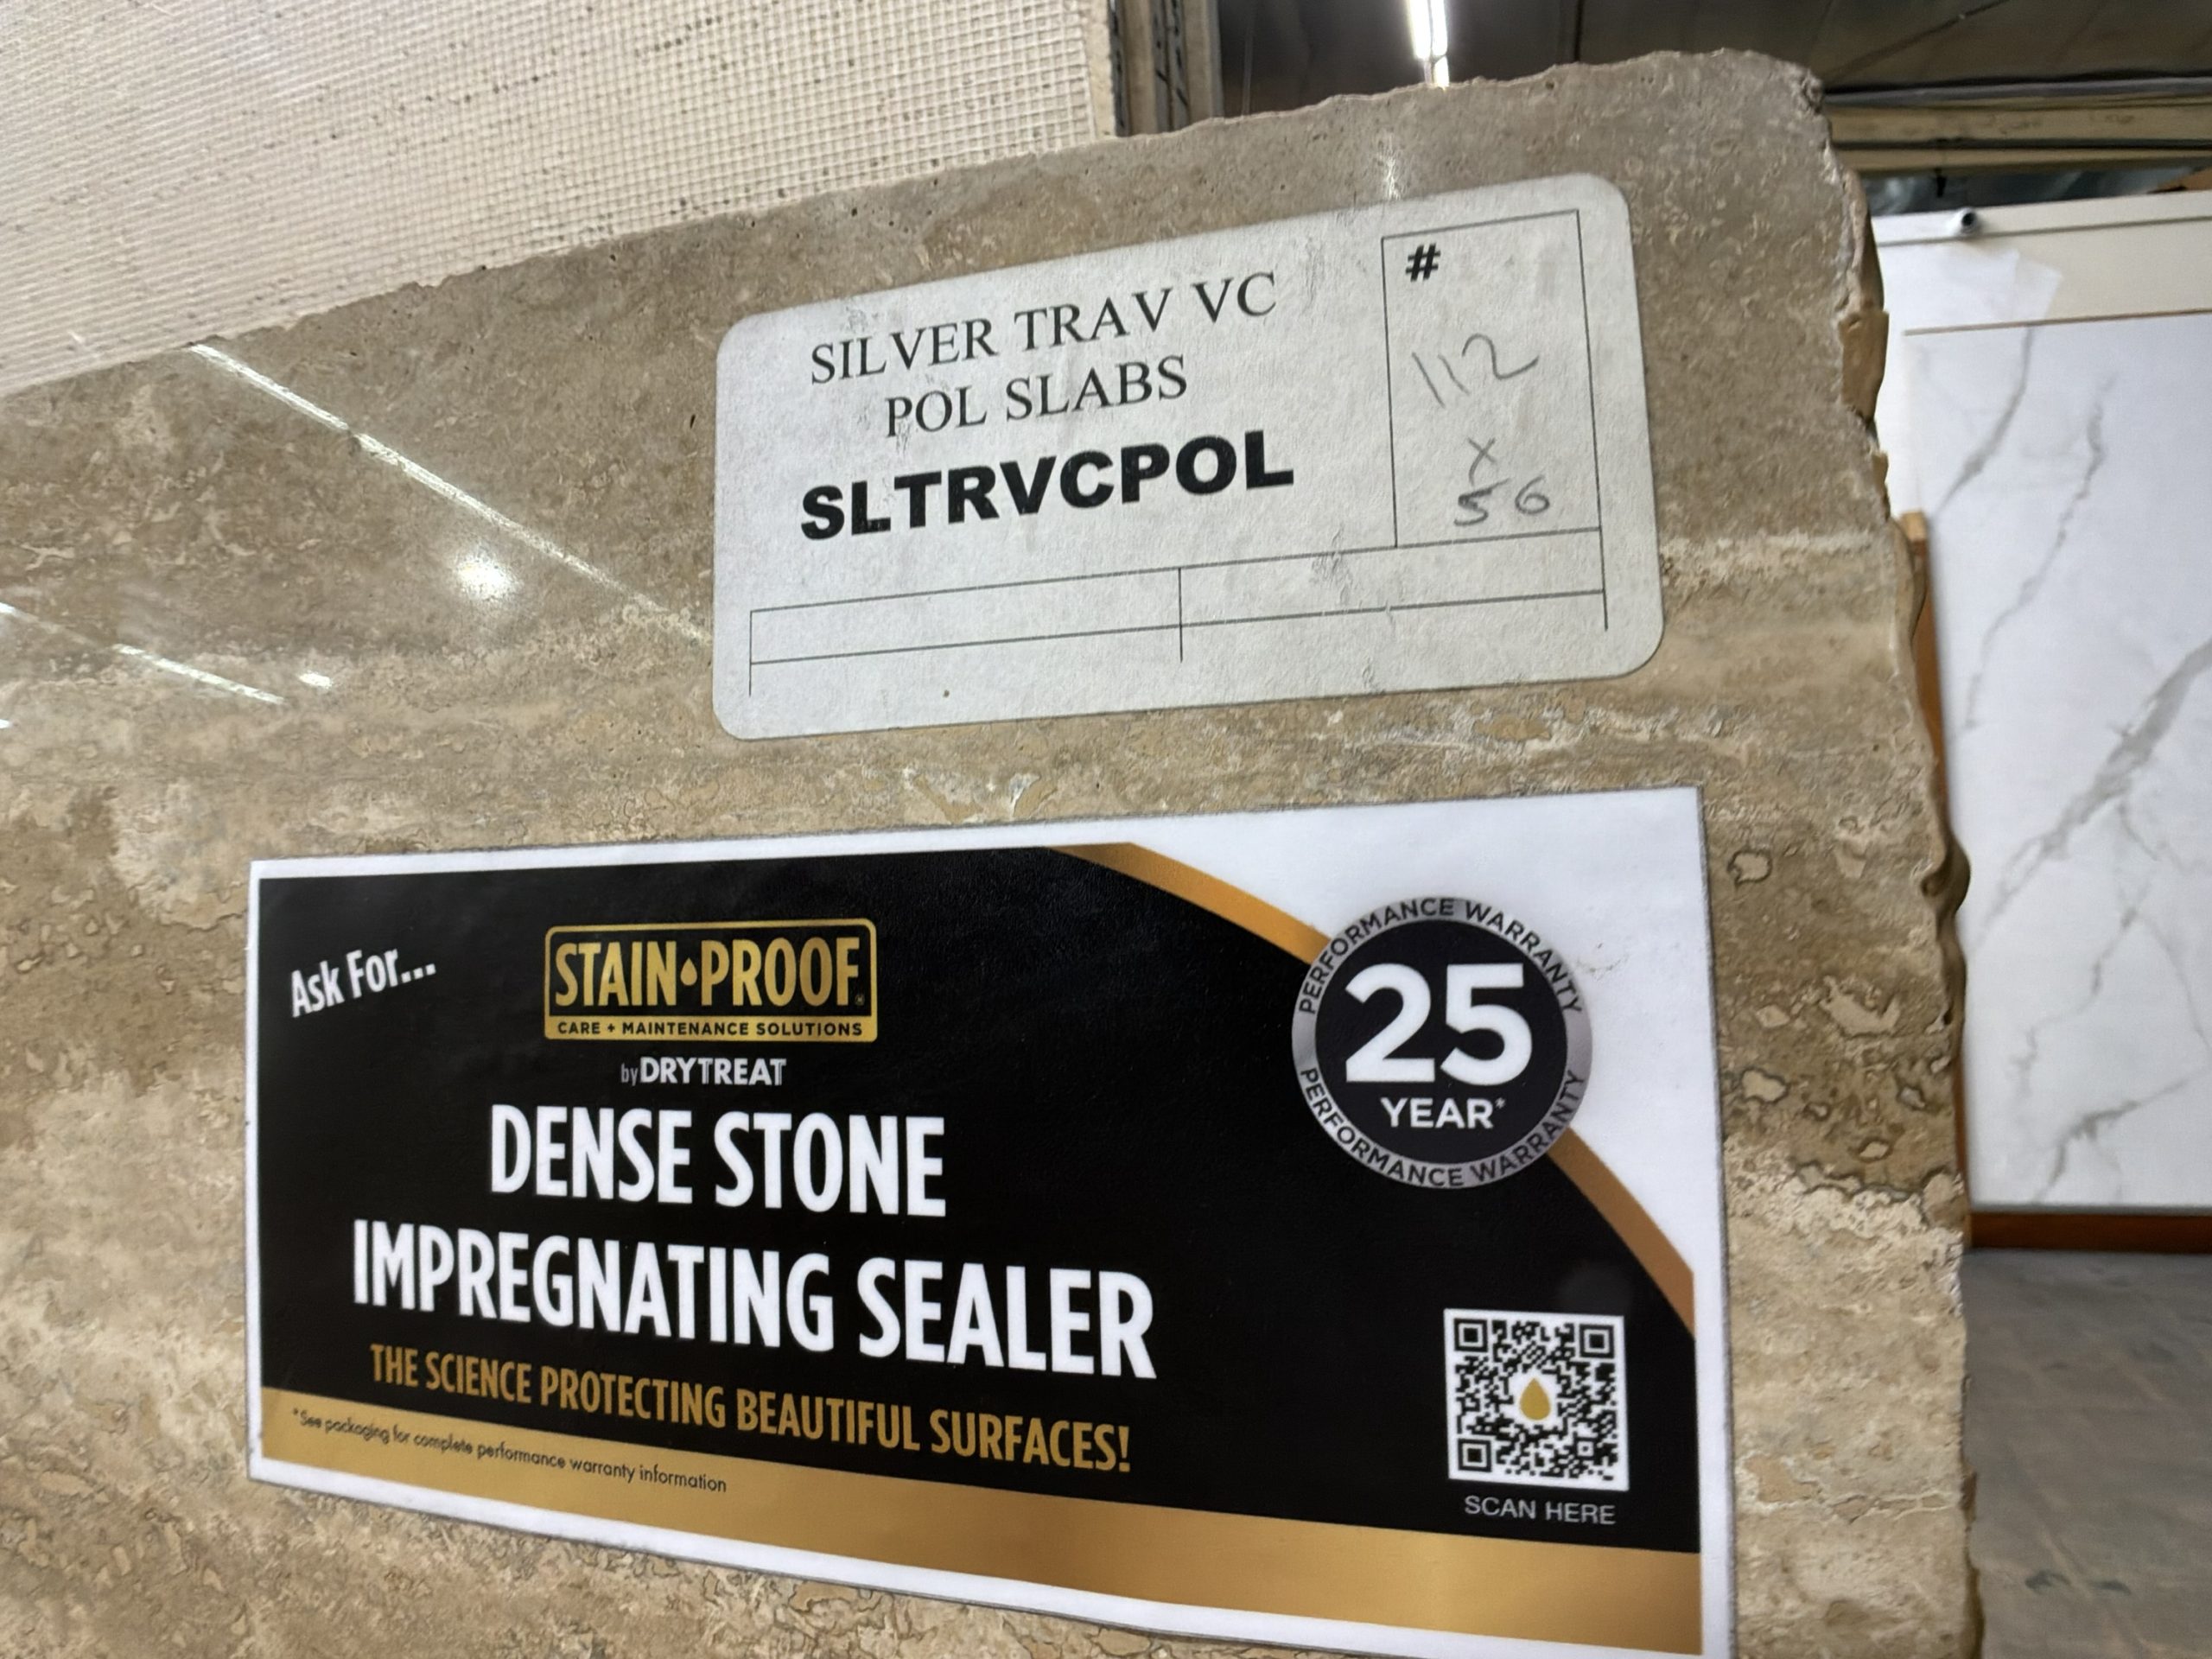 SILVER TRAV VC
POL SLABS
SLTRVCPOL
#
112
x
56
Ask For...
STAIN•PROOF®
CARE + MAINTENANCE SOLUTIONS
by DRYTREAT
DENSE STONE
IMPREGNATING SEALER
THE SCIENCE PROTECTING BEAUTIFUL SURFACES!
*See packaging for complete performance warranty information
PERFORMANCE WARRANTY
25
YEAR*
PERFORMANCE WARRANTY
SCAN HERE